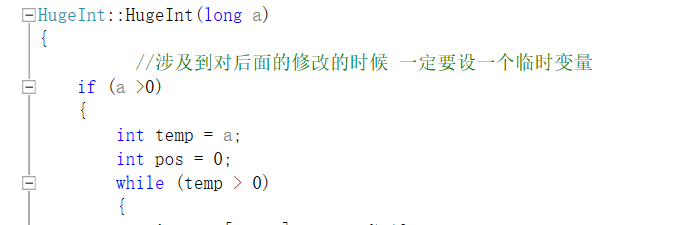 HugeInt::HugeInt(long a)
{
//涉及到对后面的修改的时候 一定要设一个临时变量
if (a >0)
{
int temp = a;
int pos = 0;
while (temp > 0)
{